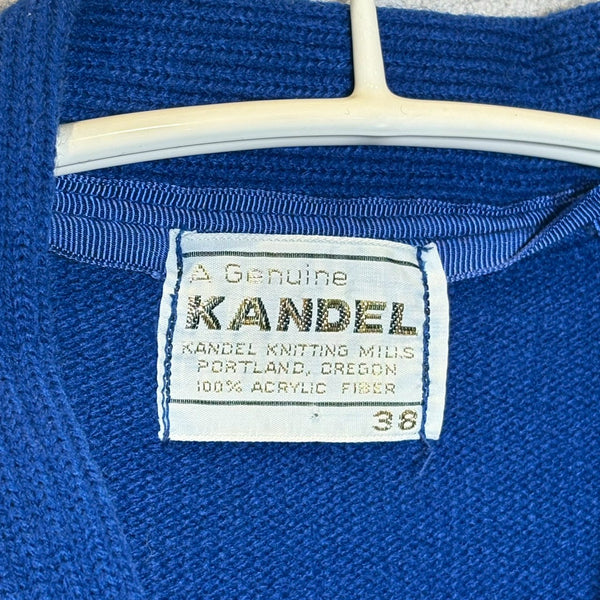 A Genuine
KANDEL
KANDEL KNITTING MILLS
PORTLAND, OREGON
100% ACRYLIC FIBER
38